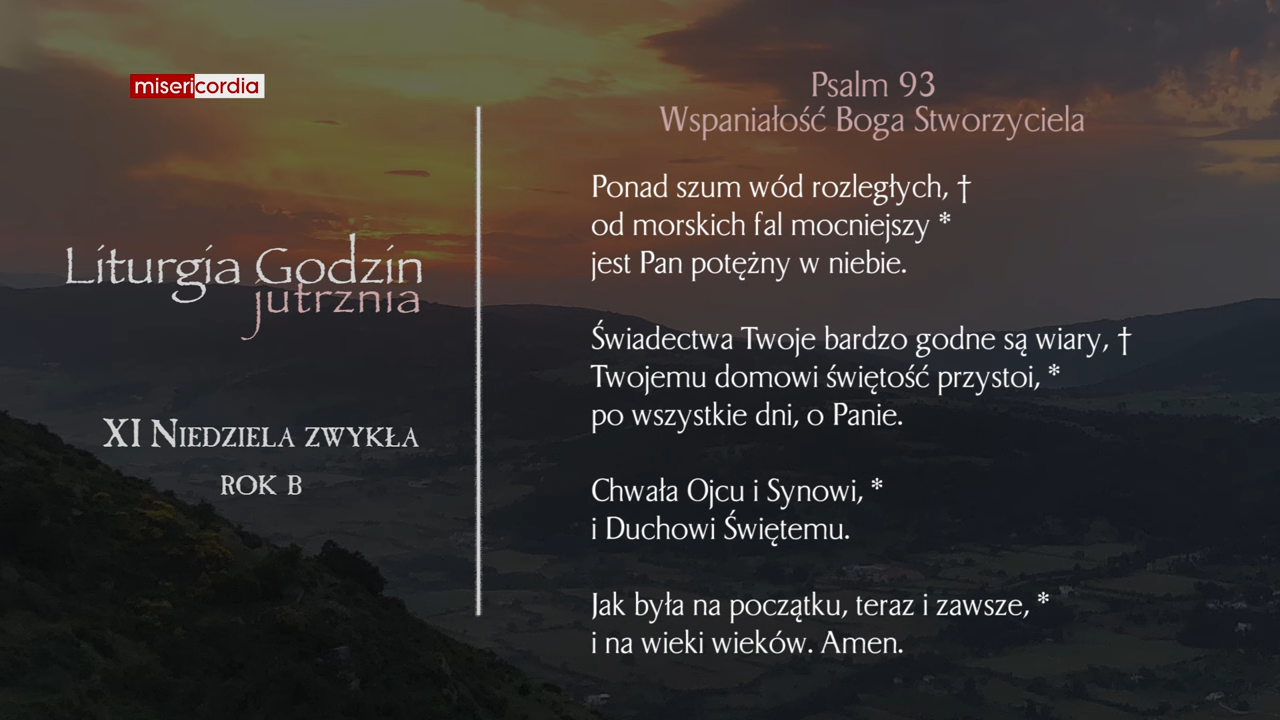 misericordia
Liturgia Godzin
jutrznia
XI Niedziela zwykła
rok B
Psalm 93
Wspaniałość Boga Stworzyciela
Ponad szum wód rozległych, †
od morskich fal mocniejszy *
jest Pan potężny w niebie.
Świadectwa Twoje bardzo godne są wiary, †
Twojemu domowi świętość przystoi, *
po wszystkie dni, o Panie.
Chwała Ojcu i Synowi, *
i Duchowi Świętemu.
Jak była na początku, teraz i zawsze, *
i na wieki wieków. Amen.